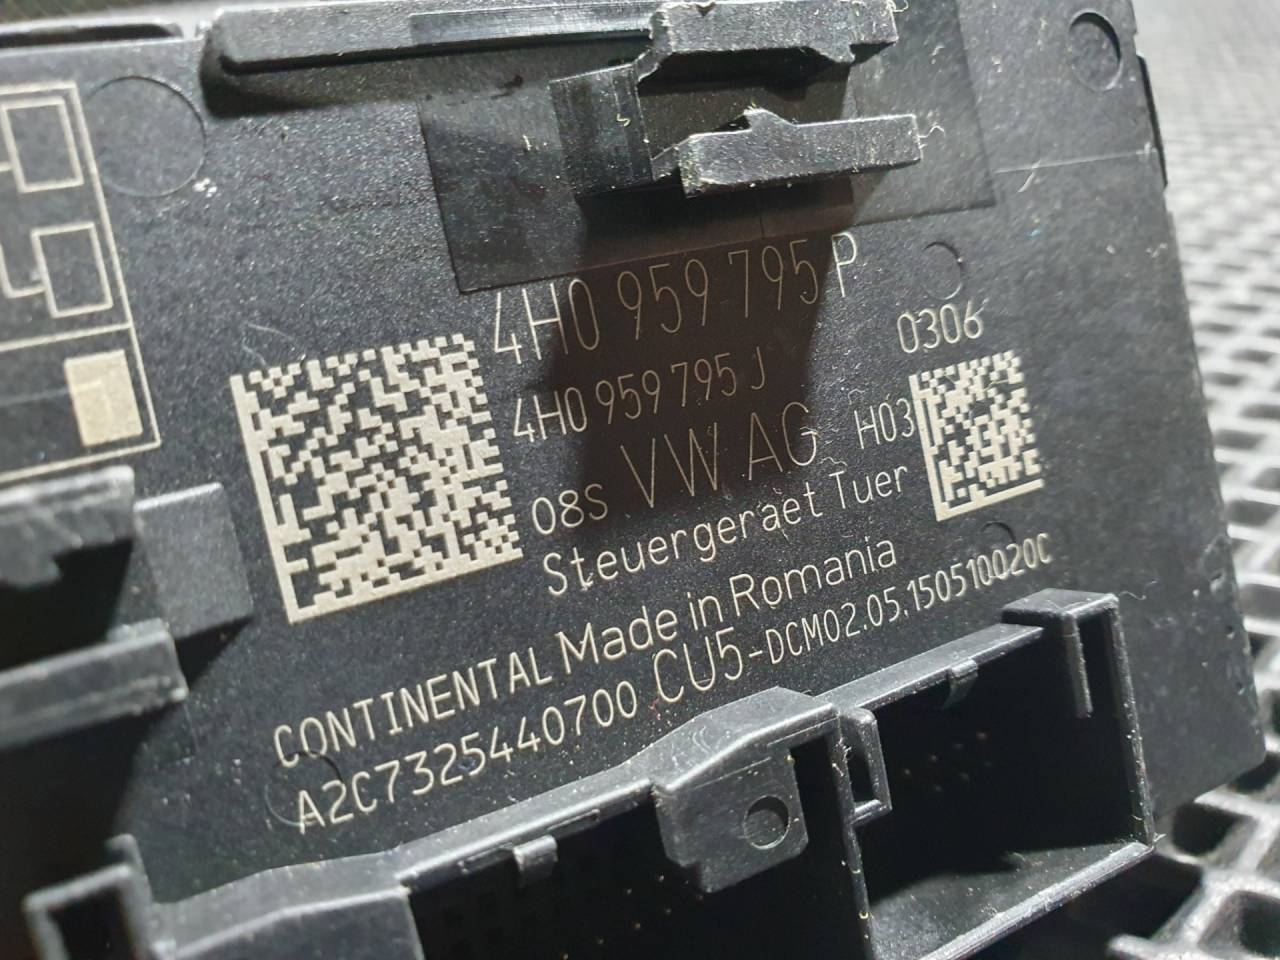 4H0 959 795 P
0306
4H0 959 795 J
08S VW AG H03
Steuergeraet Tuer
CONTINENTAL Made in Romania
A2C7325440700 CU5-DCM02.05.150510020C